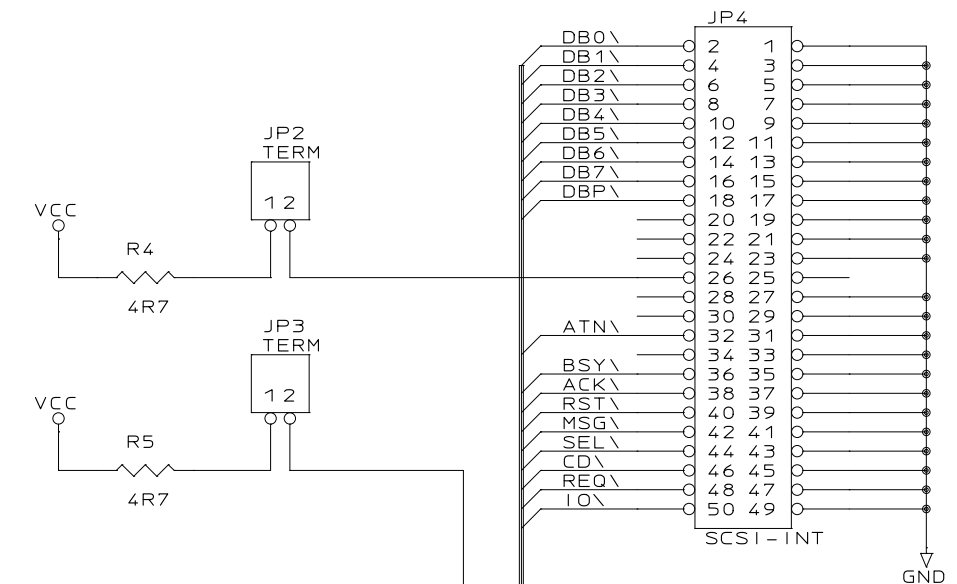 JP4
DB0\ 2 1
DB1\ 4 3
DB2\ 6 5
DB3\ 8 7
DB4\ 10 9
DB5\ 12 11
DB6\ 14 13
DB7\ 16 15
DBP\ 18 17
20 19
22 21
24 23
26 25
28 27
30 29
ATN\ 32 31
34 33
BSY\ 36 35
ACK\ 38 37
RST\ 40 39
MSG\ 42 41
SEL\ 44 43
CD\ 46 45
REQ\ 48 47
IO\ 50 49
SCSI-INT
GND
JP2
TERM
1 2
VCC
R4
4R7
JP3
TERM
1 2
VCC
R5
4R7